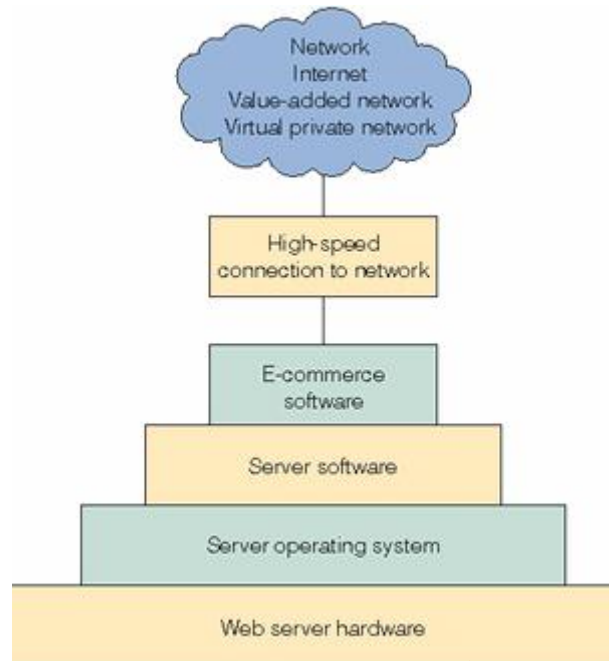 Network
Internet
Value-added network
Virtual private network
High-speed
connection to network
E-commerce
software
Server software
Server operating system
Web server hardware